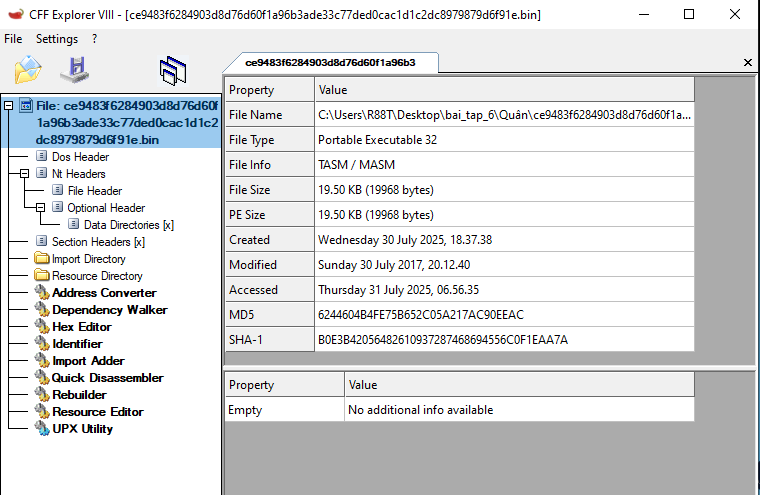 CFF Explorer VIII - [ce9483f6284903d8d76d60f1a96b3ade33c77ded0cac1d1c2dc8979879d6f91e.bin]
File Settings ?
ce9483f6284903d8d76d60f1a96b3
File: ce9483f6284903d8d76d60f
1a96b3ade33c77ded0cac1d1c2
dc8979879d6f91e.bin
Dos Header
Nt Headers
File Header
Optional Header
Data Directories [x]
Section Headers [x]
Import Directory
Resource Directory
Address Converter
Dependency Walker
Hex Editor
Identifier
Import Adder
Quick Disassembler
Rebuilder
Resource Editor
UPX Utility
Property Value
File Name C:\Users\R88T\Desktop\bai_tap_6\Quân\ce9483f6284903d8d76d60f1a...
File Type Portable Executable 32
File Info TASM / MASM
File Size 19.50 KB (19968 bytes)
PE Size 19.50 KB (19968 bytes)
Created Wednesday 30 July 2025, 18.37.38
Modified Sunday 30 July 2017, 20.12.40
Accessed Thursday 31 July 2025, 06.56.35
MD5 6244604B4FE75B652C05A217AC90EEAC
SHA-1 B0E3B42056482610937287468694556C0F1EAA7A
Property Value
Empty No additional info available